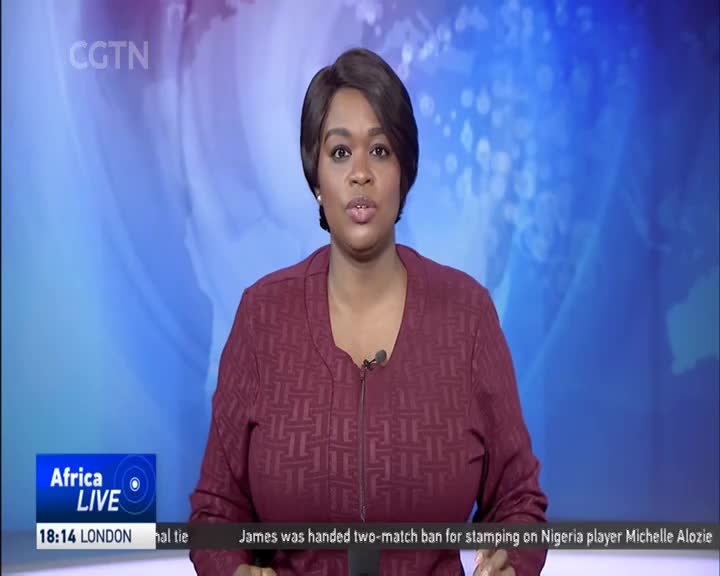 CGTN
Africa
LIVE
18:14 LONDON
nal tie James was handed two-match ban for stamping on Nigeria player Michelle Alozie